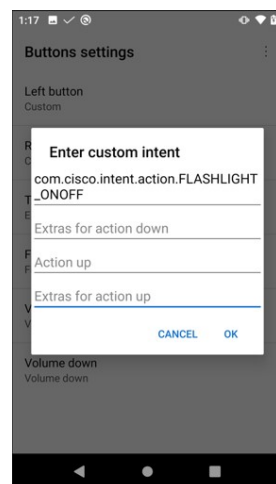 1:17
Buttons settings
Left button
Custom
R
C
Enter custom intent
com.cisco.intent.action.FLASHLIGHT
_ONOFF
T
E
Extras for action down
F
F
Action up
Extras for action up
V
V
CANCEL OK
Volume down
Volume down